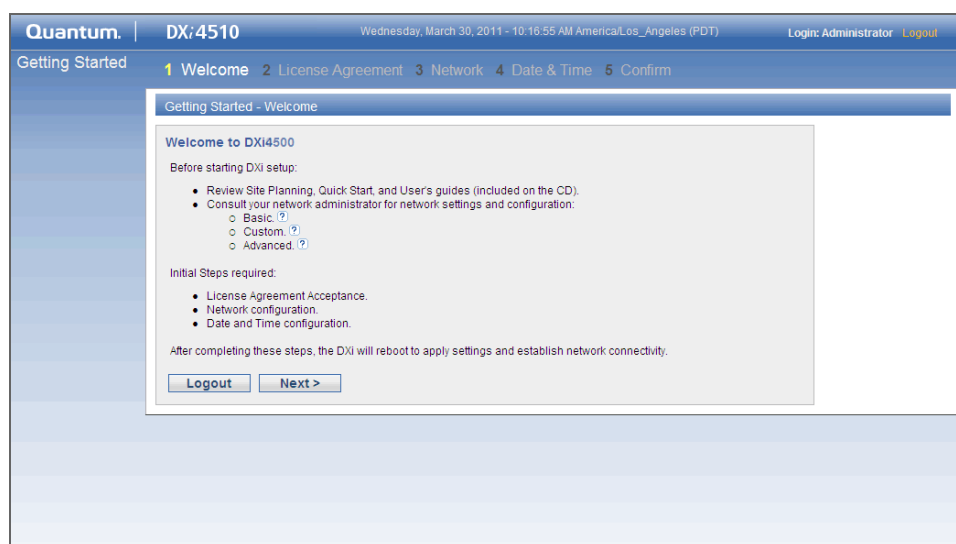 Quantum. DXi4510 Wednesday, March 30, 2011 - 10:16:55 AM America/Los_Angeles (PDT) Login: Administrator Logout
Getting Started 1 Welcome 2 License Agreement 3 Network 4 Date & Time 5 Confirm
Getting Started - Welcome
Welcome to DXi4500
Before starting DXi setup:
• Review Site Planning, Quick Start, and User's guides (included on the CD).
• Consult your network administrator for network settings and configuration:
○ Basic. ?
○ Custom. ?
○ Advanced. ?
Initial Steps required:
• License Agreement Acceptance.
• Network configuration.
• Date and Time configuration.
After completing these steps, the DXi will reboot to apply settings and establish network connectivity.
Logout Next >